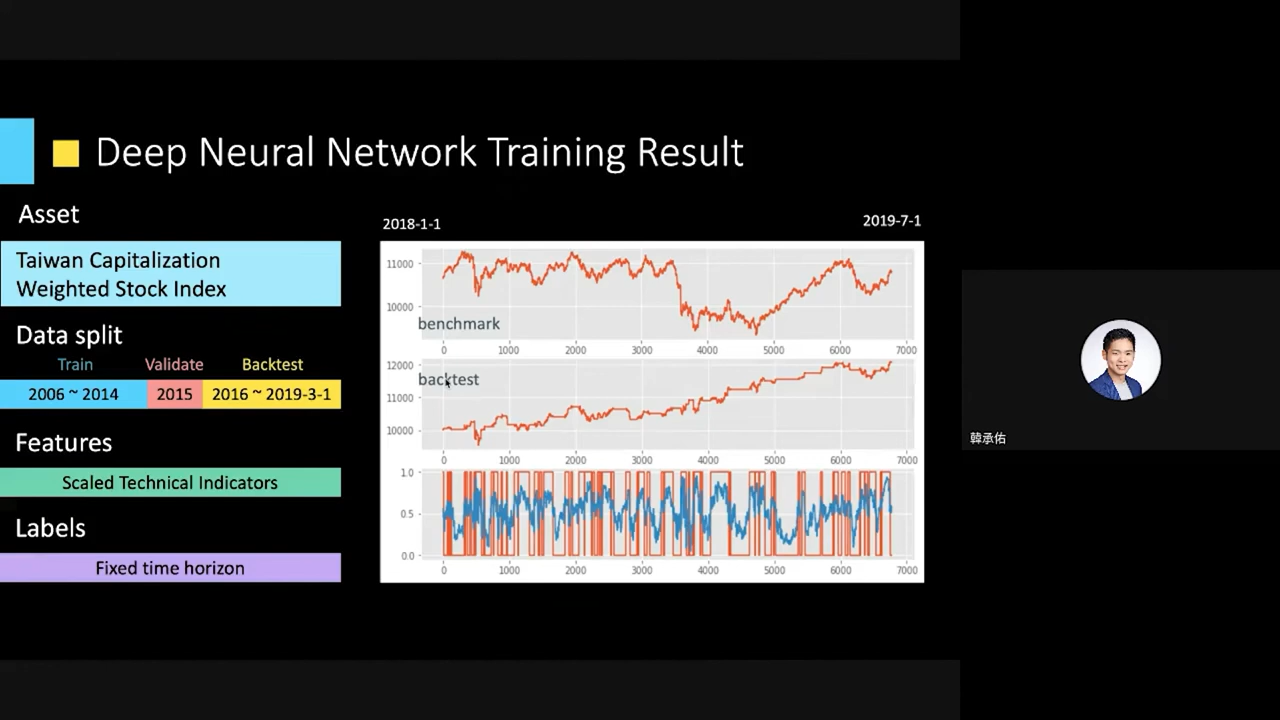 Deep Neural Network Training Result
Asset
Taiwan Capitalization
Weighted Stock Index
Data split
Train Validate Backtest
2006 ~ 2014 2015 2016 ~ 2019-3-1
Features
Scaled Technical Indicators
Labels
Fixed time horizon
2018-1-1 2019-7-1
11000
10000
benchmark
0 1000 2000 3000 4000 5000 6000 7000
12000
backtest
11000
10000
0 1000 2000 3000 4000 5000 6000 7000
1.0
0.5
0.0
0 1000 2000 3000 4000 5000 6000 7000
韓承佑